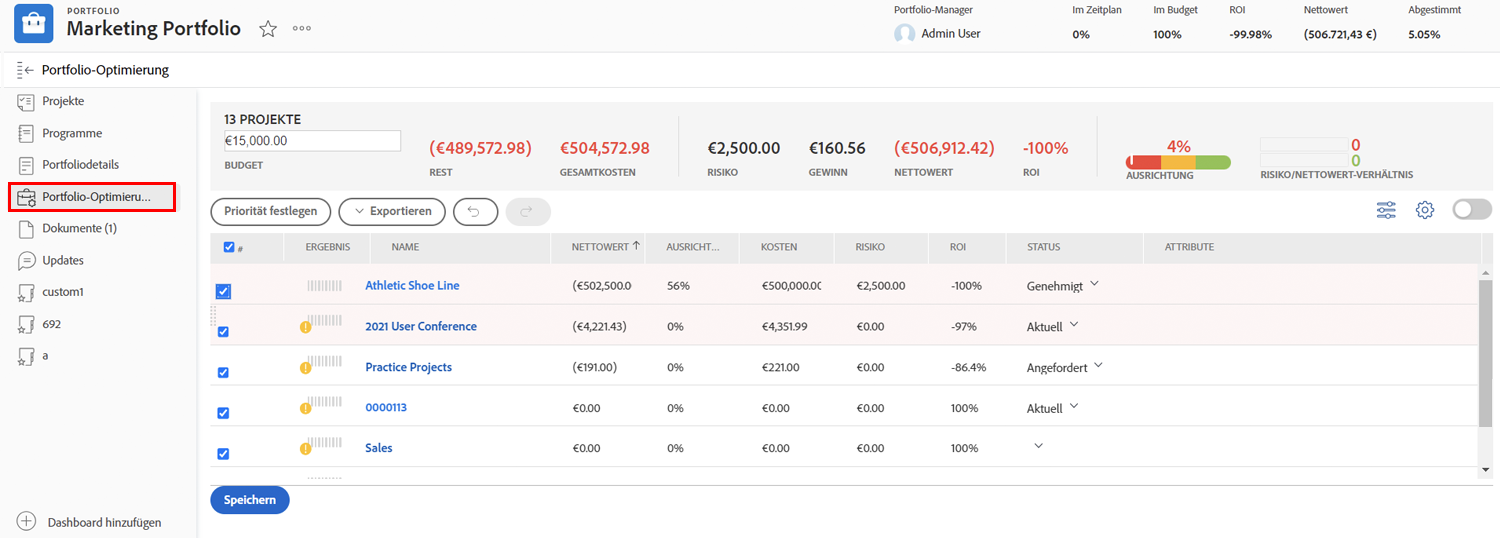 PORTFOLIO
Marketing Portfolio
Portfolio-Manager
Admin User
Im Zeitplan
0%
Im Budget
100%
ROI
-99.98%
Nettowert
(506.721,43 €)
Abgestimmt
5.05%
Portfolio-Optimierung
Projekte
Programme
Portfoliodetails
Portfolio-Optimieru...
Dokumente (1)
Updates
custom1
692
a
Dashboard hinzufügen
13 PROJEKTE
€15,000.00
BUDGET
(€489,572.98)
REST
€504,572.98
GESAMTKOSTEN
€2,500.00
RISIKO
€160.56
GEWINN
(€506,912.42)
NETTOWERT
-100%
ROI
4%
AUSRICHTUNG
0
0
RISIKO/NETTOWERT-VERHÄLTNIS
Priorität festlegen
Exportieren
# ERGEBNIS NAME NETTOWERT AUSRICHT... KOSTEN RISIKO ROI STATUS ATTRIBUTE
Athletic Shoe Line (€502,500.0 56% €500,000.00 €2,500.00 -100% Genehmigt
2021 User Conference (€4,221.43) 0% €4,351.99 €0.00 -97% Aktuell
Practice Projects (€191.00) 0% €221.00 €0.00 -86.4% Angefordert
0000113 €0.00 0% €0.00 €0.00 100% Aktuell
Sales €0.00 0% €0.00 €0.00 100%
Speichern